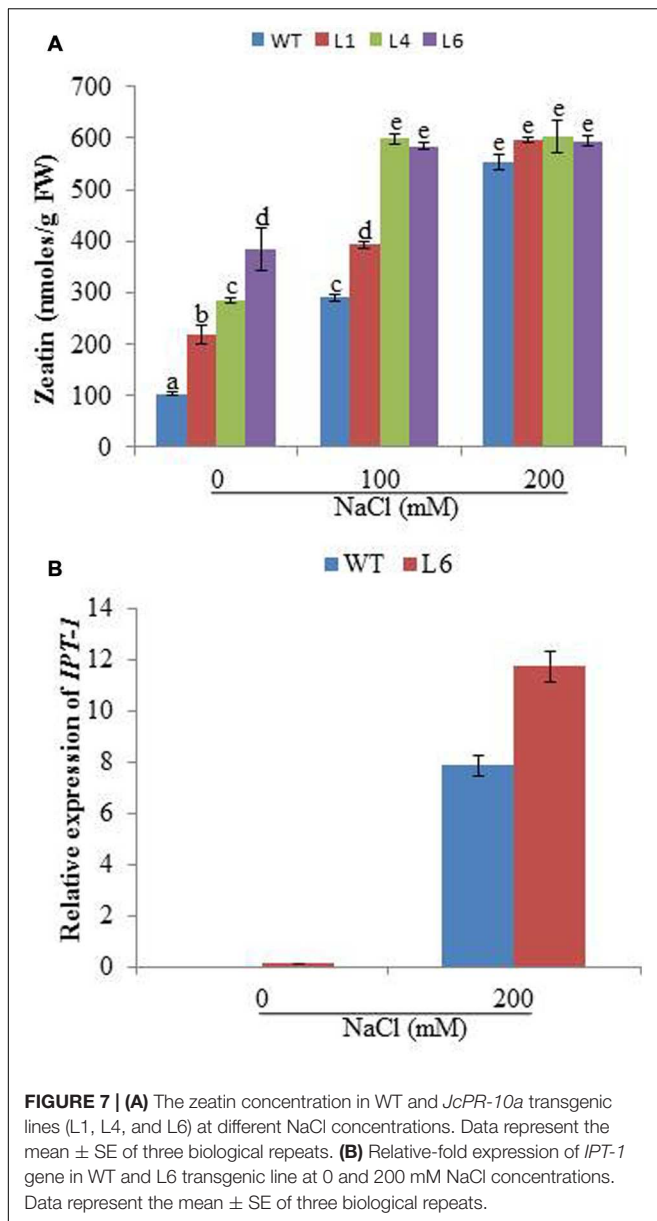 A
WT L1 L4 L6
700
600
500
400
300
200
100
0
Zeatin (nmoles/g FW)
a b c d
c d e e
e e e e
0 100 200
NaCl (mM)
B
WT L6
14
12
10
8
6
4
2
0
Relative expression of IPT-1
0 200
NaCl (mM)
FIGURE 7 | (A) The zeatin concentration in WT and JcPR-10a transgenic
lines (L1, L4, and L6) at different NaCl concentrations. Data represent the
mean ± SE of three biological repeats. (B) Relative-fold expression of IPT-1
gene in WT and L6 transgenic line at 0 and 200 mM NaCl concentrations.
Data represent the mean ± SE of three biological repeats.